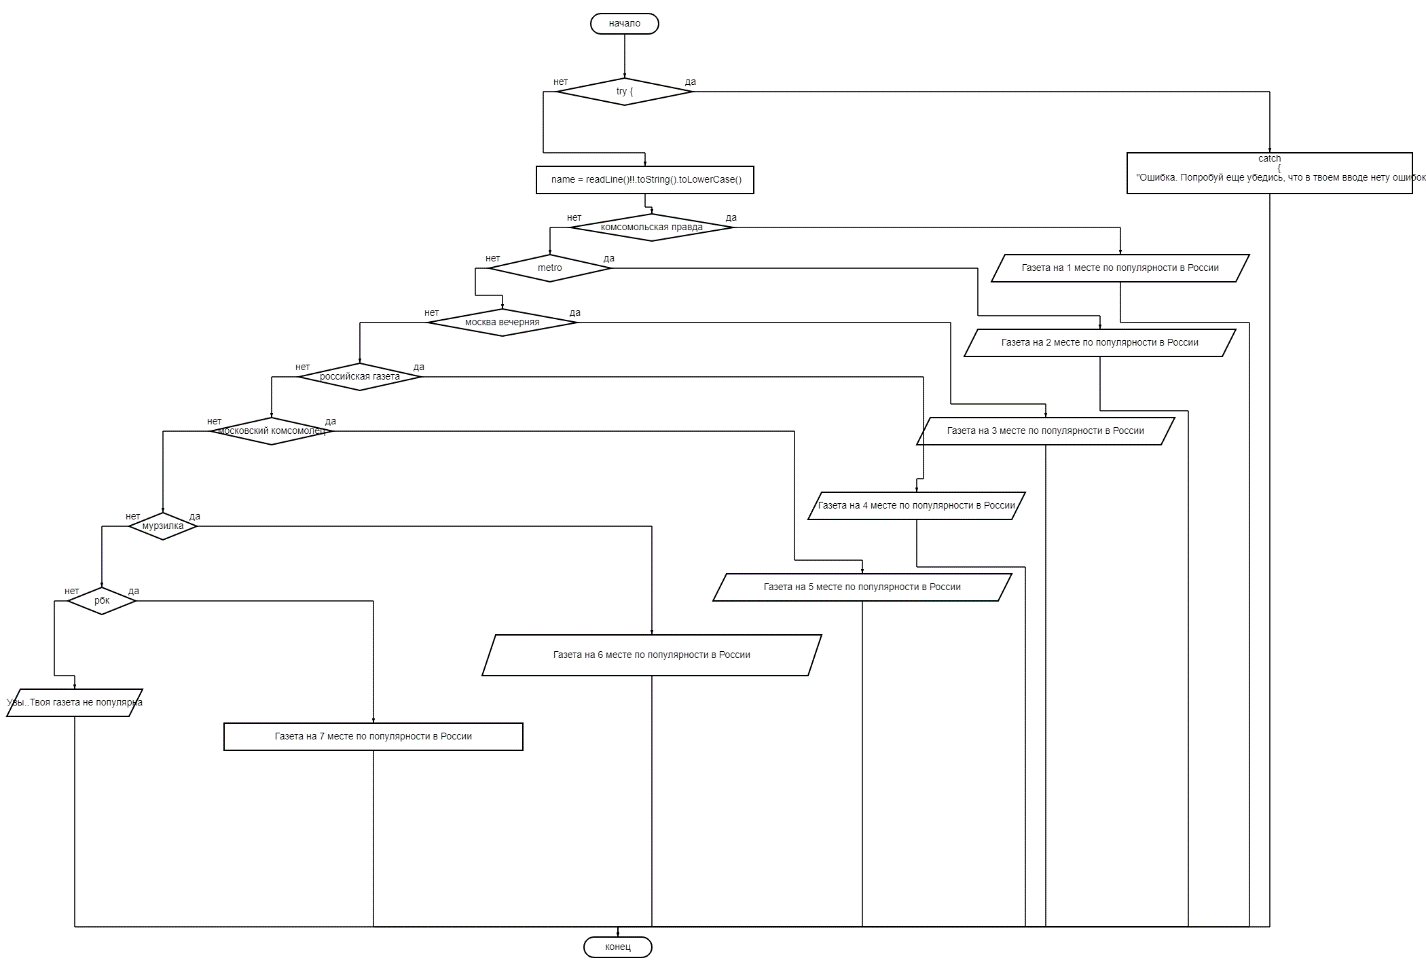 начало
нет
да
try {
catch
{
"Ошибка. Попробуй еще убедись, что в твоем вводе нету ошибок
name = readLine()!!.toString().toLowerCase()
нет
да
комсомольская правда
нет
да
metro
Газета на 1 месте по популярности в России
нет
да
москва вечерняя
Газета на 2 месте по популярности в России
нет
да
российская газета
нет
да
московский комсомолец
Газета на 3 месте по популярности в России
Газета на 4 месте по популярности в России
нет
да
мурзилка
Газета на 5 месте по популярности в России
нет
да
рбк
Газета на 6 месте по популярности в России
Увы..Твоя газета не популярна
Газета на 7 месте по популярности в России
конец